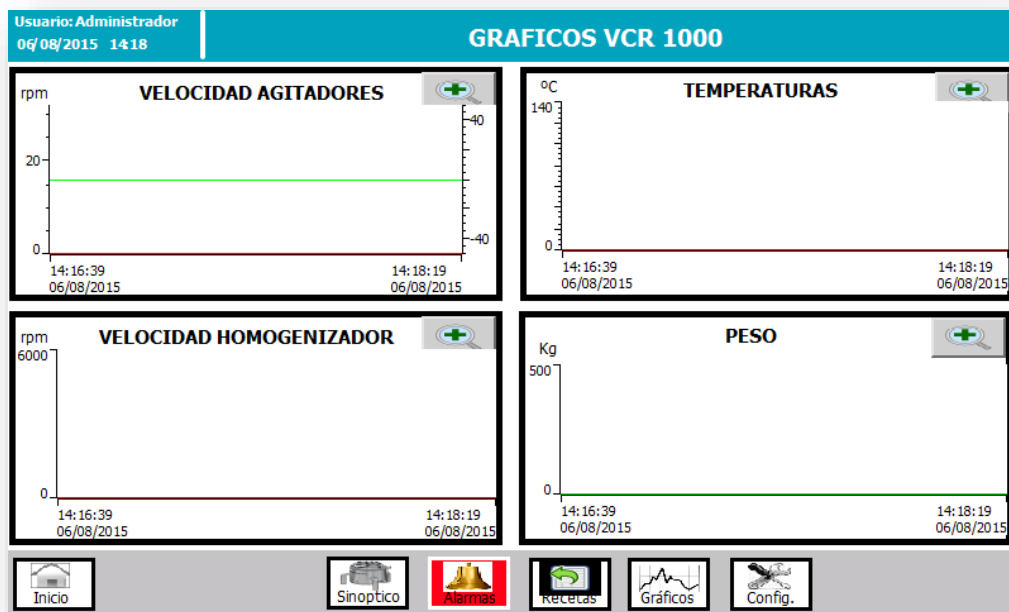 Usuario: Administrador
06/08/2015 14:18
GRAFICOS VCR 1000
rpm
VELOCIDAD AGITADORES
20
0
40
-40
14:16:39
06/08/2015
14:18:19
06/08/2015
ºC
TEMPERATURAS
140
0
14:16:39
06/08/2015
14:18:19
06/08/2015
rpm
VELOCIDAD HOMOGENIZADOR
6000
0
14:16:39
06/08/2015
14:18:19
06/08/2015
Kg
PESO
500
0
14:16:39
06/08/2015
14:18:19
06/08/2015
Inicio
Sinoptico
Alarmas
Recetas
Gráficos
Config.